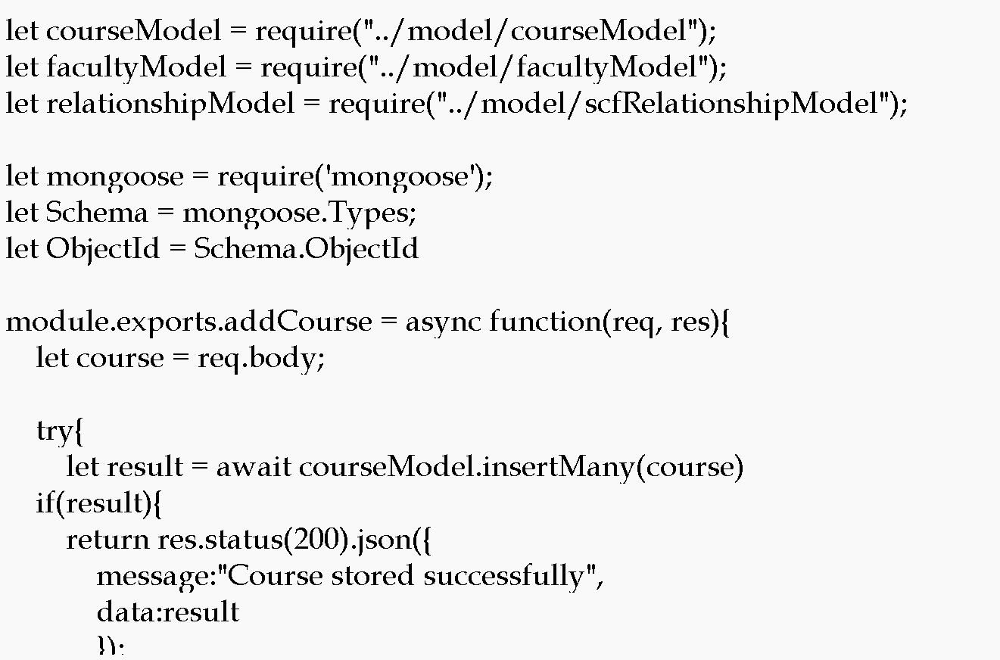 let courseModel = require("../model/courseModel");
let facultyModel = require("../model/facultyModel");
let relationshipModel = require("../model/scfRelationshipModel");

let mongoose = require('mongoose');
let Schema = mongoose.Types;
let ObjectId = Schema.ObjectId

module.exports.addCourse = async function(req, res){
    let course = req.body;

    try{
        let result = await courseModel.insertMany(course)
    if(result){
        return res.status(200).json({
            message:"Course stored successfully",
            data:result
            });